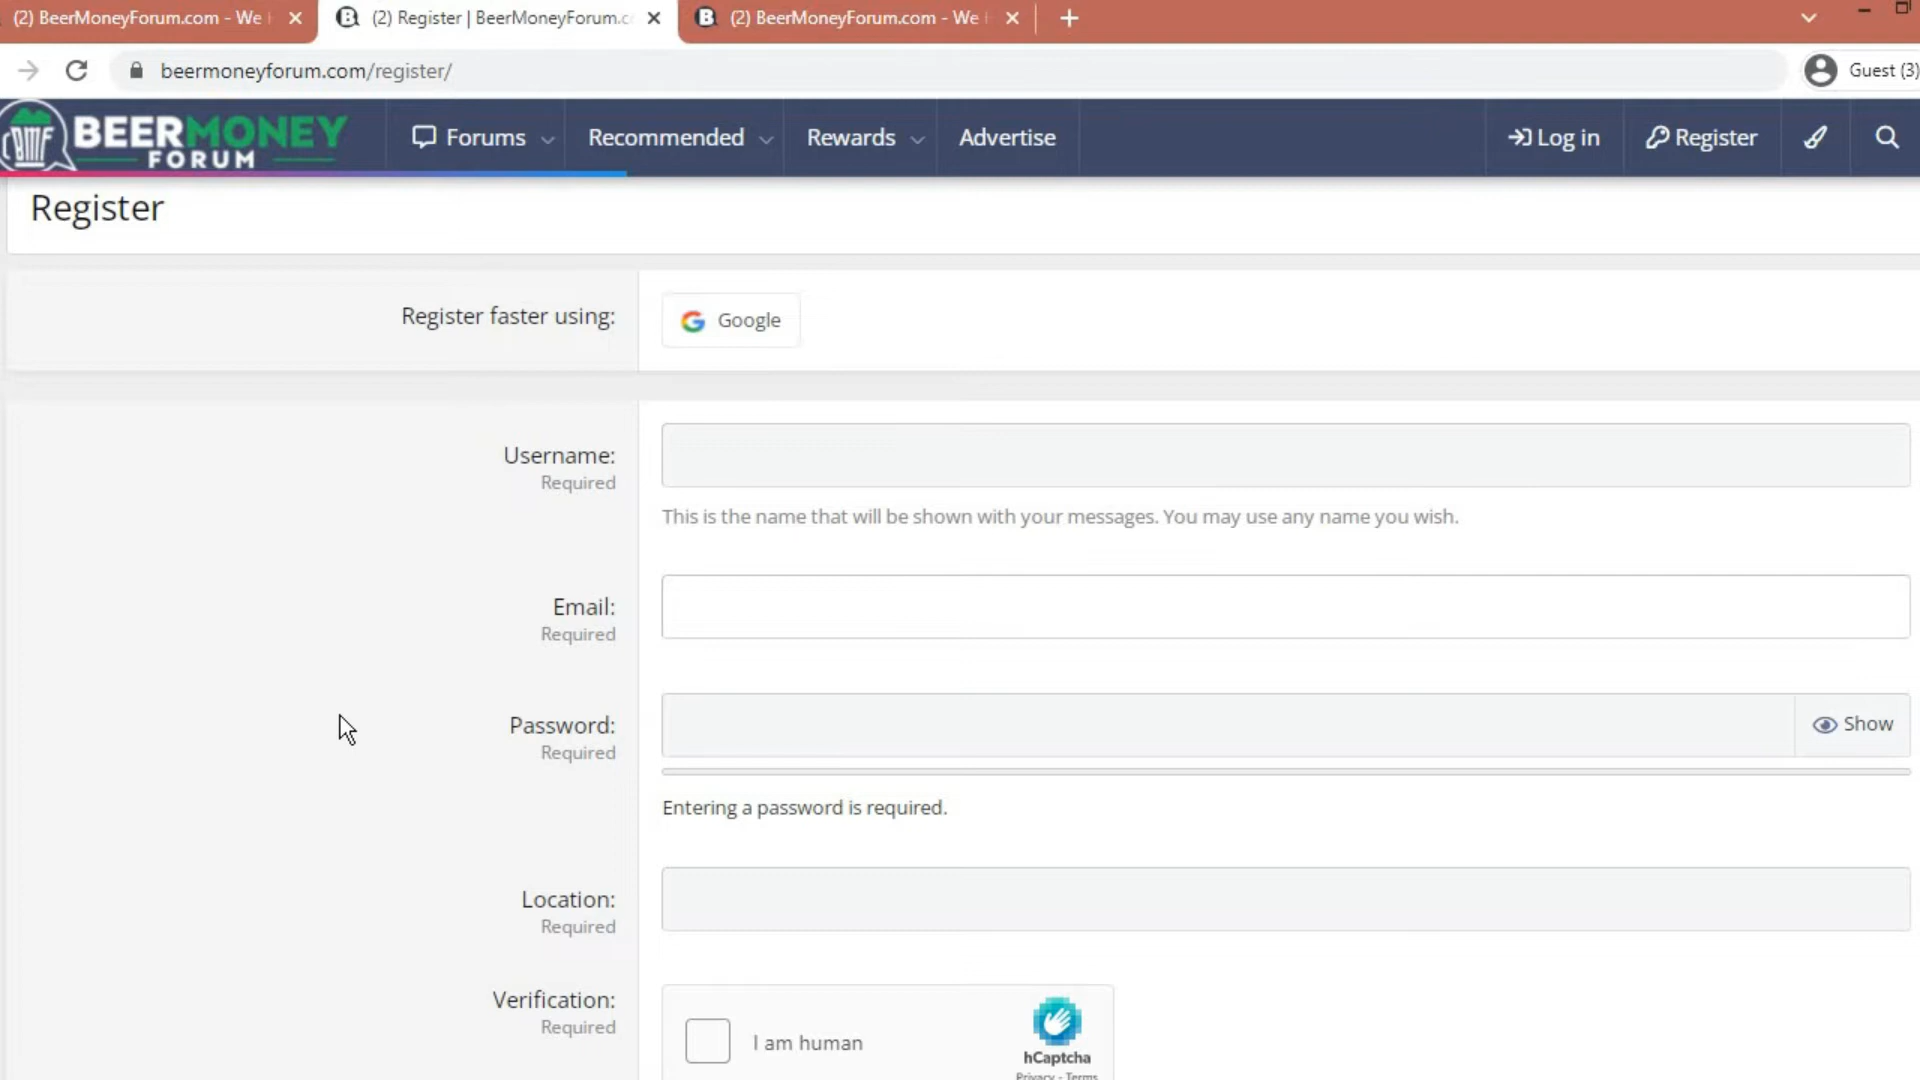 (2) BeerMoneyForum.com - We
(2) Register | BeerMoneyForum.c
(2) BeerMoneyForum.com - We
beermoneyforum.com/register/
Guest (3)
BEERMONEY
FORUM
Forums
Recommended
Rewards
Advertise
Log in
Register
Register
Register faster using:
Google
Username:
Required
This is the name that will be shown with your messages. You may use any name you wish.
Email:
Required
Password:
Required
Show
Entering a password is required.
Location:
Required
Verification:
Required
I am human
hCaptcha
Privacy - Terms